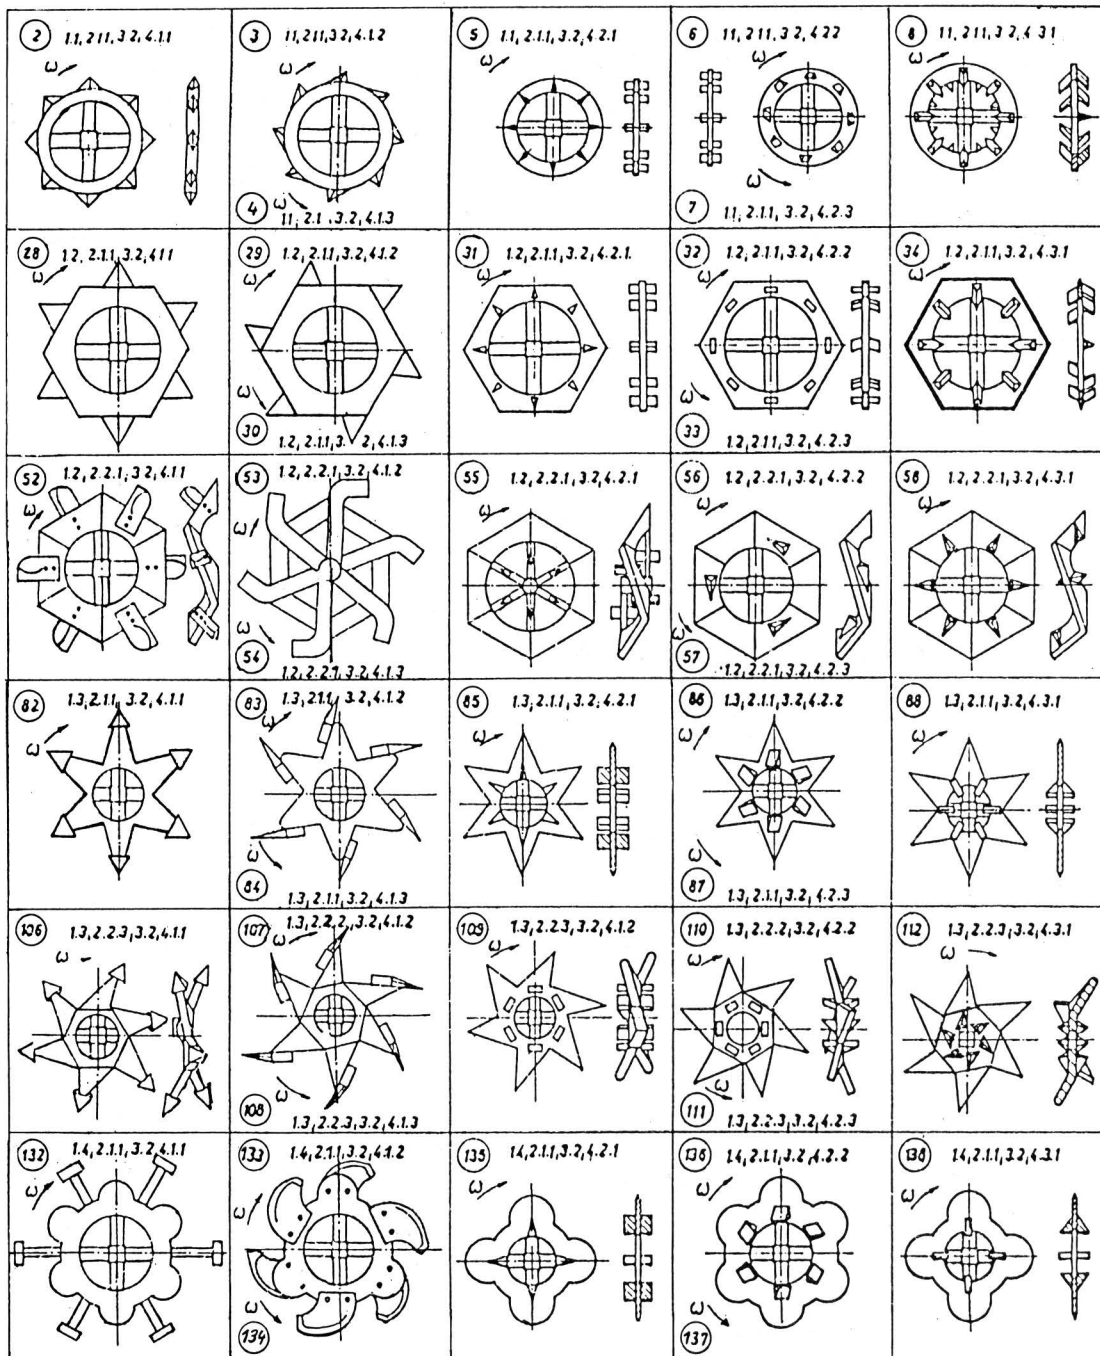 2 1.1, 2.1.1, 3.2, 4.1.1
ω
3 1.1, 2.1.1, 3.2, 4.1.2
ω
ω
4 1.1, 2.1, 3.2, 4.1.3
5 1.1, 2.1.1, 3.2, 4.2.1
ω
6 1.1, 2.1.1, 3.2, 4.2.2
ω
ω
7 1.1, 2.1.1, 3.2, 4.2.3
8 1.1, 2.1.1, 3.2, 4.3.1
ω
28 1.2, 2.1.1, 3.2, 4.1.1
ω
29 1.2, 2.1.1, 3.2, 4.1.2
ω
ω
30 1.2, 2.1.1, 3.2, 4.1.3
31 1.2, 2.1.1, 3.2, 4.2.1.
ω
32 1.2, 2.1.1, 3.2, 4.2.2
ω
ω
33 1.2, 2.1.1, 3.2, 4.2.3
34 1.2, 2.1.1, 3.2, 4.3.1
ω
52 1.2, 2.2.1, 3.2, 4.1.1
ω
53 1.2, 2.2.1, 3.2, 4.1.2
ω
ω
54 1.2, 2.2.1, 3.2, 4.1.3
55 1.2, 2.2.1, 3.2, 4.2.1
ω
56 1.2, 2.2.1, 3.2, 4.2.2
ω
ω
57 1.2, 2.2.1, 3.2, 4.2.3
58 1.2, 2.2.1, 3.2, 4.3.1
ω
82 1.3, 2.1.1, 3.2, 4.1.1
ω
83 1.3, 2.1.1, 3.2, 4.1.2
ω
ω
84 1.3, 2.1.1, 3.2, 4.1.3
85 1.3, 2.1.1, 3.2, 4.2.1
ω
86 1.3, 2.1.1, 3.2, 4.2.2
ω
ω
87 1.3, 2.1.1, 3.2, 4.2.3
88 1.3, 2.1.1, 3.2, 4.3.1
ω
106 1.3, 2.2.3, 3.2, 4.1.1
ω
107 1.3, 2.2.2, 3.2, 4.1.2
ω
ω
108 1.3, 2.2.3, 3.2, 4.1.3
109 1.3, 2.2.3, 3.2, 4.1.2
ω
110 1.3, 2.2.2, 3.2, 4.2.2
ω
ω
111 1.3, 2.2.3, 3.2, 4.2.3
112 1.3, 2.2.3, 3.2, 4.3.1
ω
132 1.4, 2.1.1, 3.2, 4.1.1
ω
133 1.4, 2.1.1, 3.2, 4.1.2
ω
ω
134
135 1.4, 2.1.1, 3.2, 4.2.1
ω
136 1.4, 2.1.1, 3.2, 4.2.2
ω
ω
137
138 1.4, 2.1.1, 3.2, 4.3.1
ω